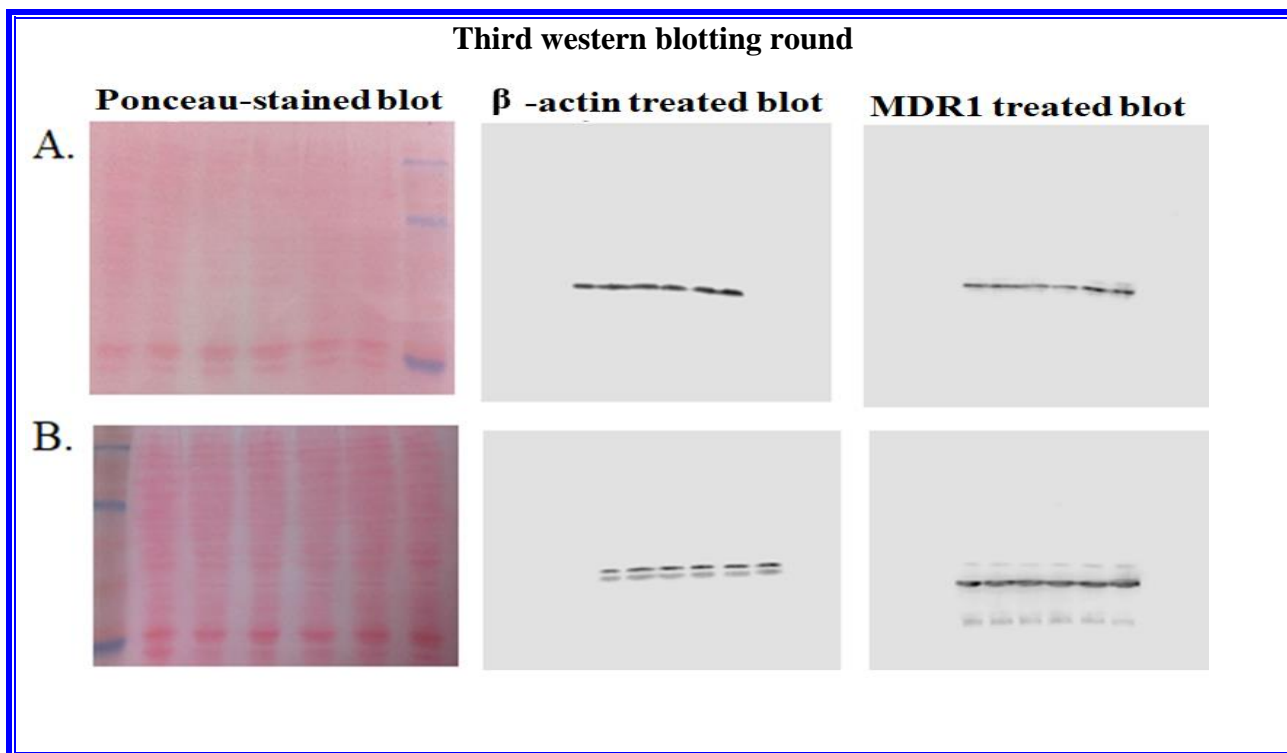 Third western blotting round
Ponceau-stained blot
β -actin treated blot
MDR1 treated blot
A.
B.